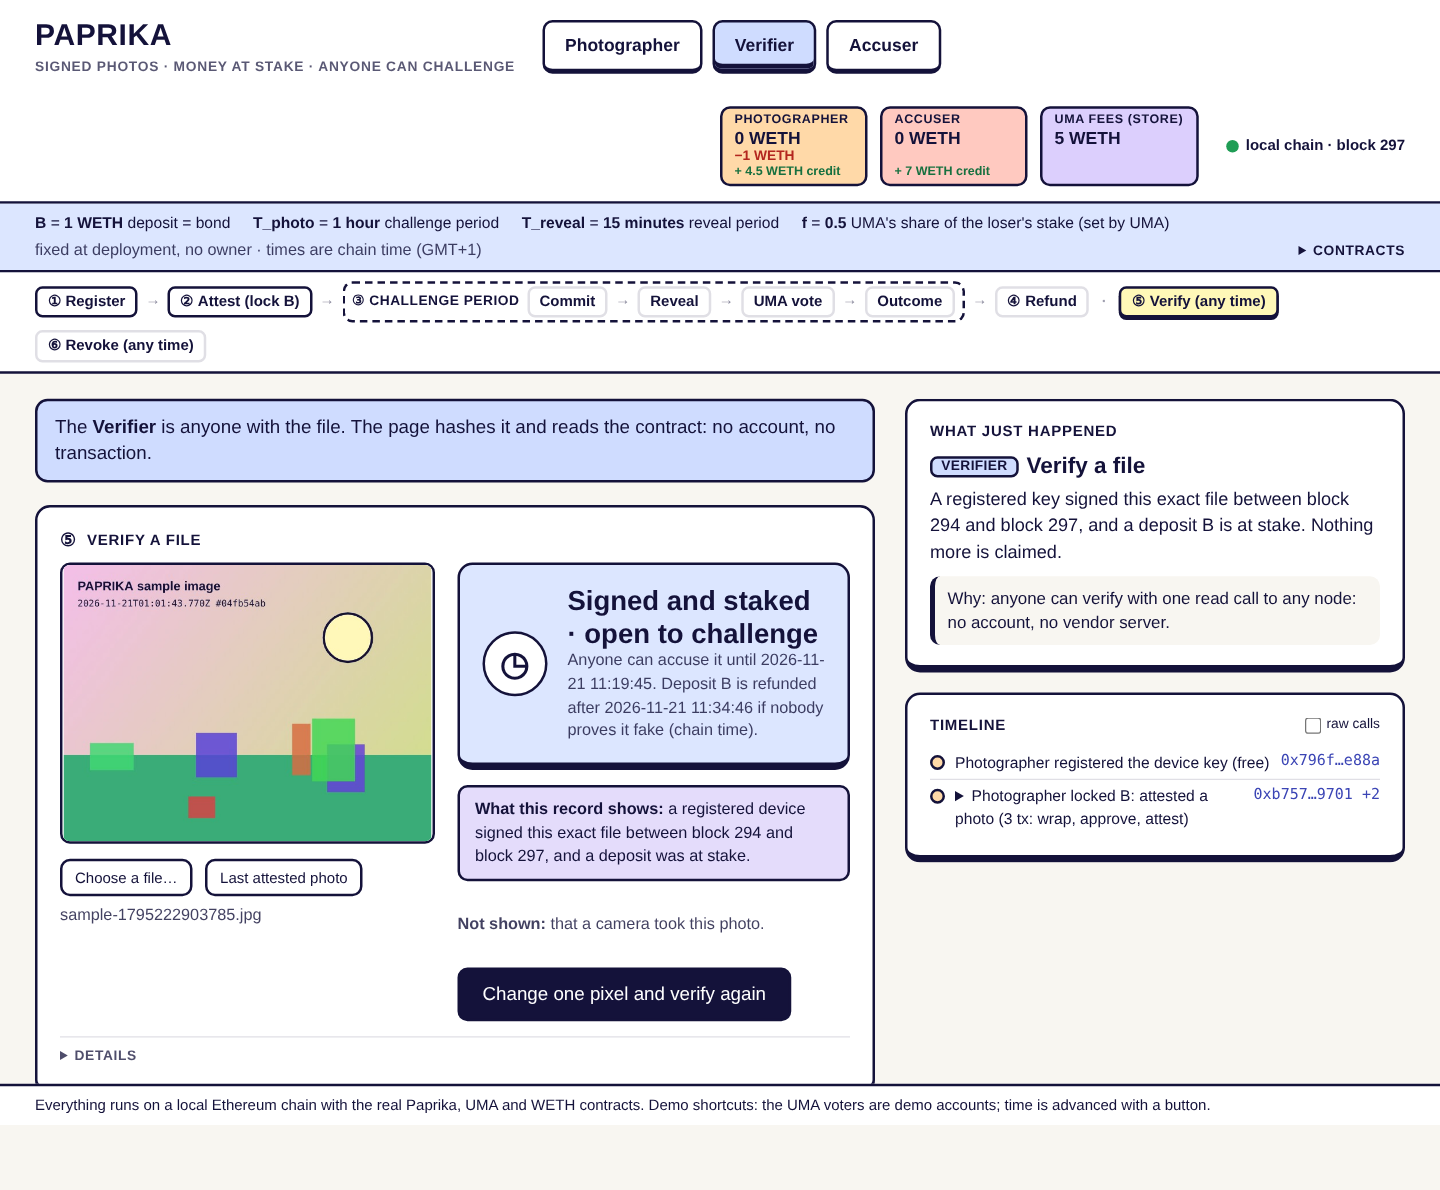 PAPRIKA
SIGNED PHOTOS · MONEY AT STAKE · ANYONE CAN CHALLENGE
Photographer
Verifier
Accuser
PHOTOGRAPHER
0 WETH
−1 WETH
+ 4.5 WETH credit
ACCUSER
0 WETH
+ 7 WETH credit
UMA FEES (STORE)
5 WETH
local chain · block 297
B = 1 WETH deposit = bond T_photo = 1 hour challenge period T_reveal = 15 minutes reveal period f = 0.5 UMA's share of the loser's stake (set by UMA)
fixed at deployment, no owner · times are chain time (GMT+1)
▶ CONTRACTS
① Register → ② Attest (lock B) → ③ CHALLENGE PERIOD Commit → Reveal → UMA vote → Outcome → ④ Refund · ⑤ Verify (any time)
⑥ Revoke (any time)
The Verifier is anyone with the file. The page hashes it and reads the contract: no account, no
transaction.
⑤ VERIFY A FILE
PAPRIKA sample image
2026-11-21T01:01:43.770Z #04fb54ab
Choose a file…
Last attested photo
sample-1795222903785.jpg
Signed and staked
· open to challenge
Anyone can accuse it until 2026-11-
21 11:19:45. Deposit B is refunded
after 2026-11-21 11:34:46 if nobody
proves it fake (chain time).
What this record shows: a registered device
signed this exact file between block 294 and
block 297, and a deposit was at stake.
Not shown: that a camera took this photo.
Change one pixel and verify again
▶ DETAILS
WHAT JUST HAPPENED
VERIFIER Verify a file
A registered key signed this exact file between block
294 and block 297, and a deposit B is at stake. Nothing
more is claimed.
Why: anyone can verify with one read call to any node:
no account, no vendor server.
TIMELINE
raw calls
Photographer registered the device key (free) 0x796f…e88a
▶ Photographer locked B: attested a 0xb757…9701 +2
photo (3 tx: wrap, approve, attest)
Everything runs on a local Ethereum chain with the real Paprika, UMA and WETH contracts. Demo shortcuts: the UMA voters are demo accounts; time is advanced with a button.